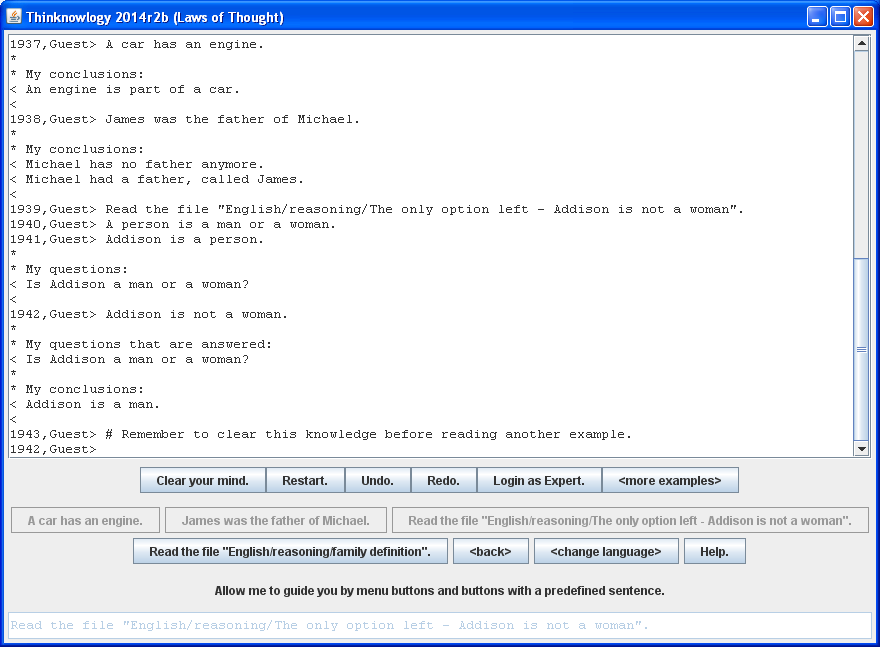 Thinknowlogy 2014r2b (Laws of Thought)
1937,Guest> A car has an engine.
*
* My conclusions:
< An engine is part of a car.
<
1938,Guest> James was the father of Michael.
*
* My conclusions:
< Michael has no father anymore.
< Michael had a father, called James.
<
1939,Guest> Read the file "English/reasoning/The only option left - Addison is not a woman".
1940,Guest> A person is a man or a woman.
1941,Guest> Addison is a person.
*
* My questions:
< Is Addison a man or a woman?
<
1942,Guest> Addison is not a woman.
*
* My questions that are answered:
< Is Addison a man or a woman?
*
* My conclusions:
< Addison is a man.
<
1943,Guest> # Remember to clear this knowledge before reading another example.
1942,Guest>
Clear your mind. Restart. Undo. Redo. Login as Expert. <more examples>
A car has an engine. James was the father of Michael. Read the file "English/reasoning/The only option left - Addison is not a woman".
Read the file "English/reasoning/family definition". <back> <change language> Help.
Allow me to guide you by menu buttons and buttons with a predefined sentence.
Read the file "English/reasoning/The only option left - Addison is not a woman".